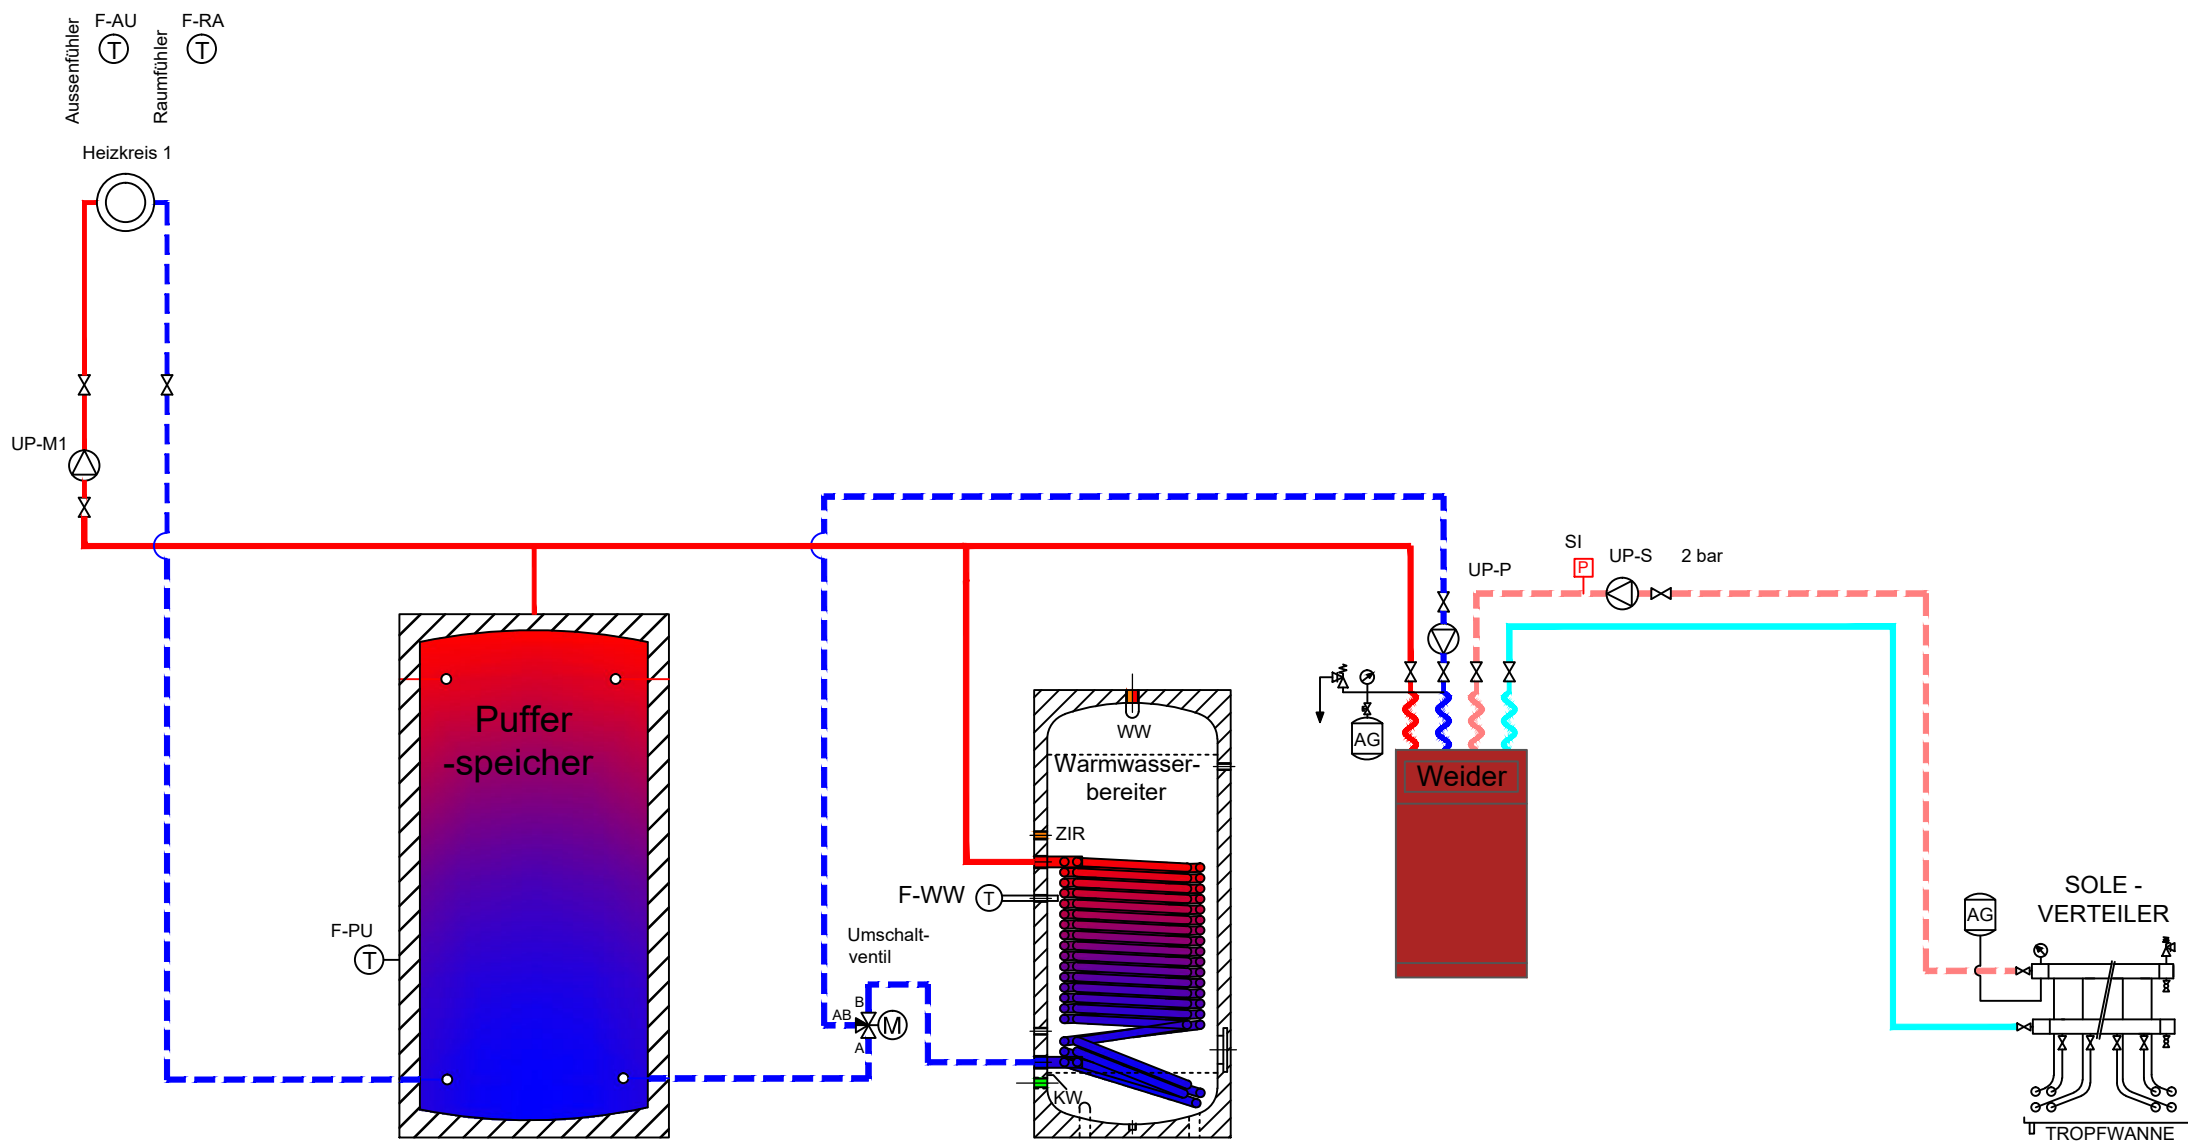 Aussenfühler
F-AU
T
Raumfühler
F-RA
T
Heizkreis 1
UP-M1
Puffer
-speicher
F-PU
T
Umschalt-
ventil
B
AB
M
A
F-WW
T
WW
Warmwasser-
bereiter
ZIR
KW
AG
Weider
UP-P
SI
P
UP-S
2 bar
AG
SOLE -
VERTEILER
TROPFWANNE